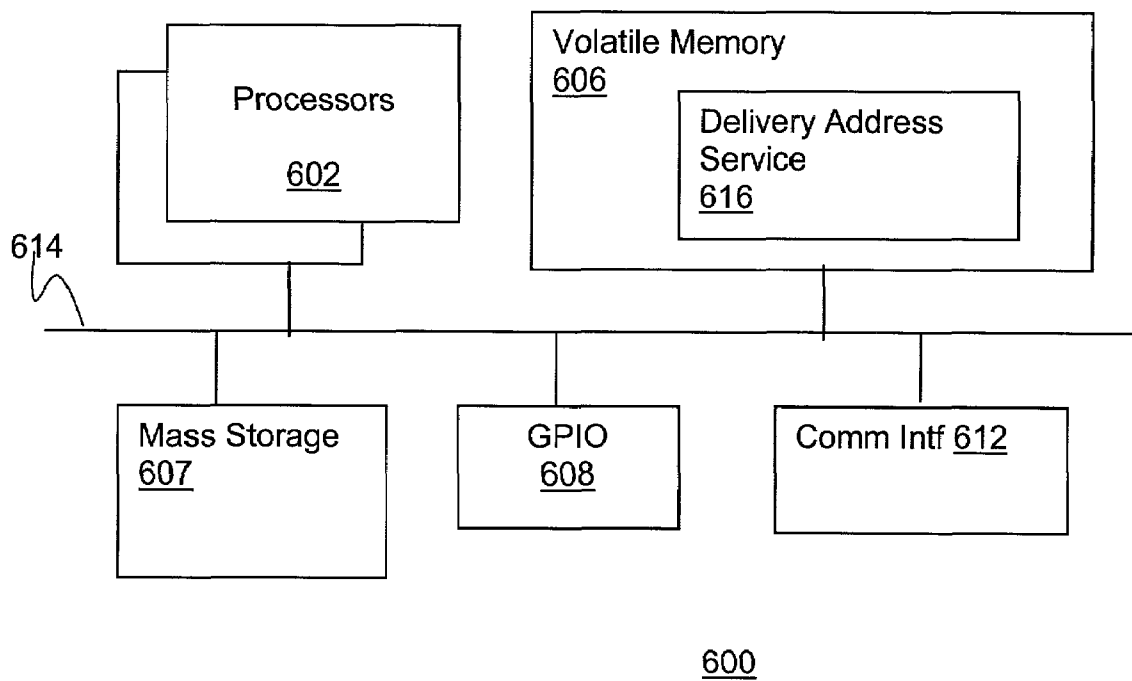 Processors
602
Volatile Memory
606
Delivery Address
Service
616
614
Mass Storage
607
GPIO
608
Comm Intf 612
600